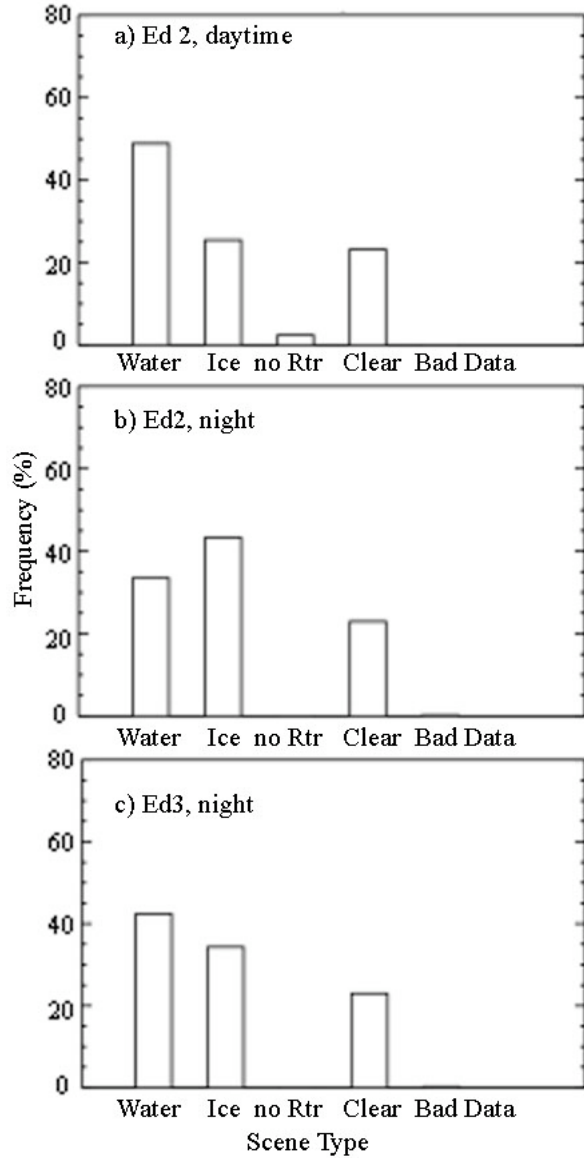 80
a) Ed 2, daytime
60
40
20
0
Water Ice no Rtr Clear Bad Data
80
b) Ed2, night
60
40
20
0
Water Ice no Rtr Clear Bad Data
Frequency (%)
80
c) Ed3, night
60
40
20
0
Water Ice no Rtr Clear Bad Data
Scene Type